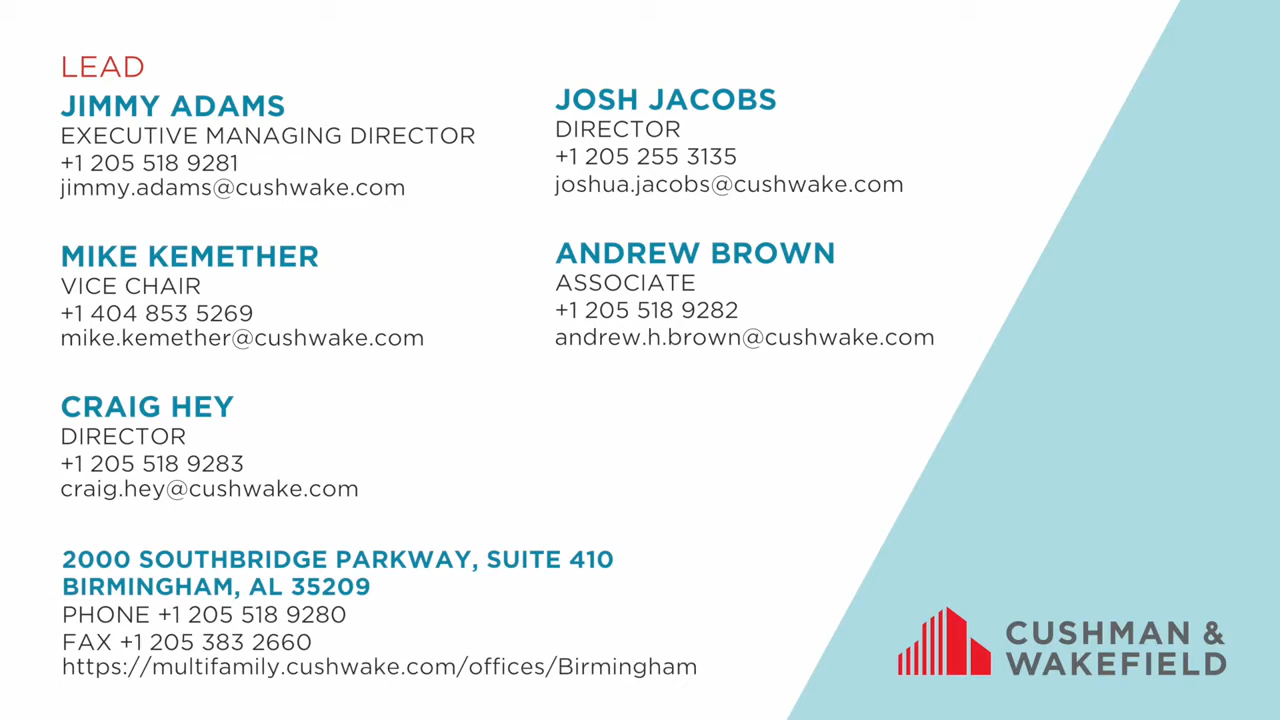 LEAD
JIMMY ADAMS
EXECUTIVE MANAGING DIRECTOR
+1 205 518 9281
jimmy.adams@cushwake.com
MIKE KEMETHER
VICE CHAIR
+1 404 853 5269
mike.kemether@cushwake.com
CRAIG HEY
DIRECTOR
+1 205 518 9283
craig.hey@cushwake.com
JOSH JACOBS
DIRECTOR
+1 205 255 3135
joshua.jacobs@cushwake.com
ANDREW BROWN
ASSOCIATE
+1 205 518 9282
andrew.h.brown@cushwake.com
2000 SOUTHBRIDGE PARKWAY, SUITE 410
BIRMINGHAM, AL 35209
PHONE +1 205 518 9280
FAX +1 205 383 2660
https://multifamily.cushwake.com/offices/Birmingham
CUSHMAN &
WAKEFIELD